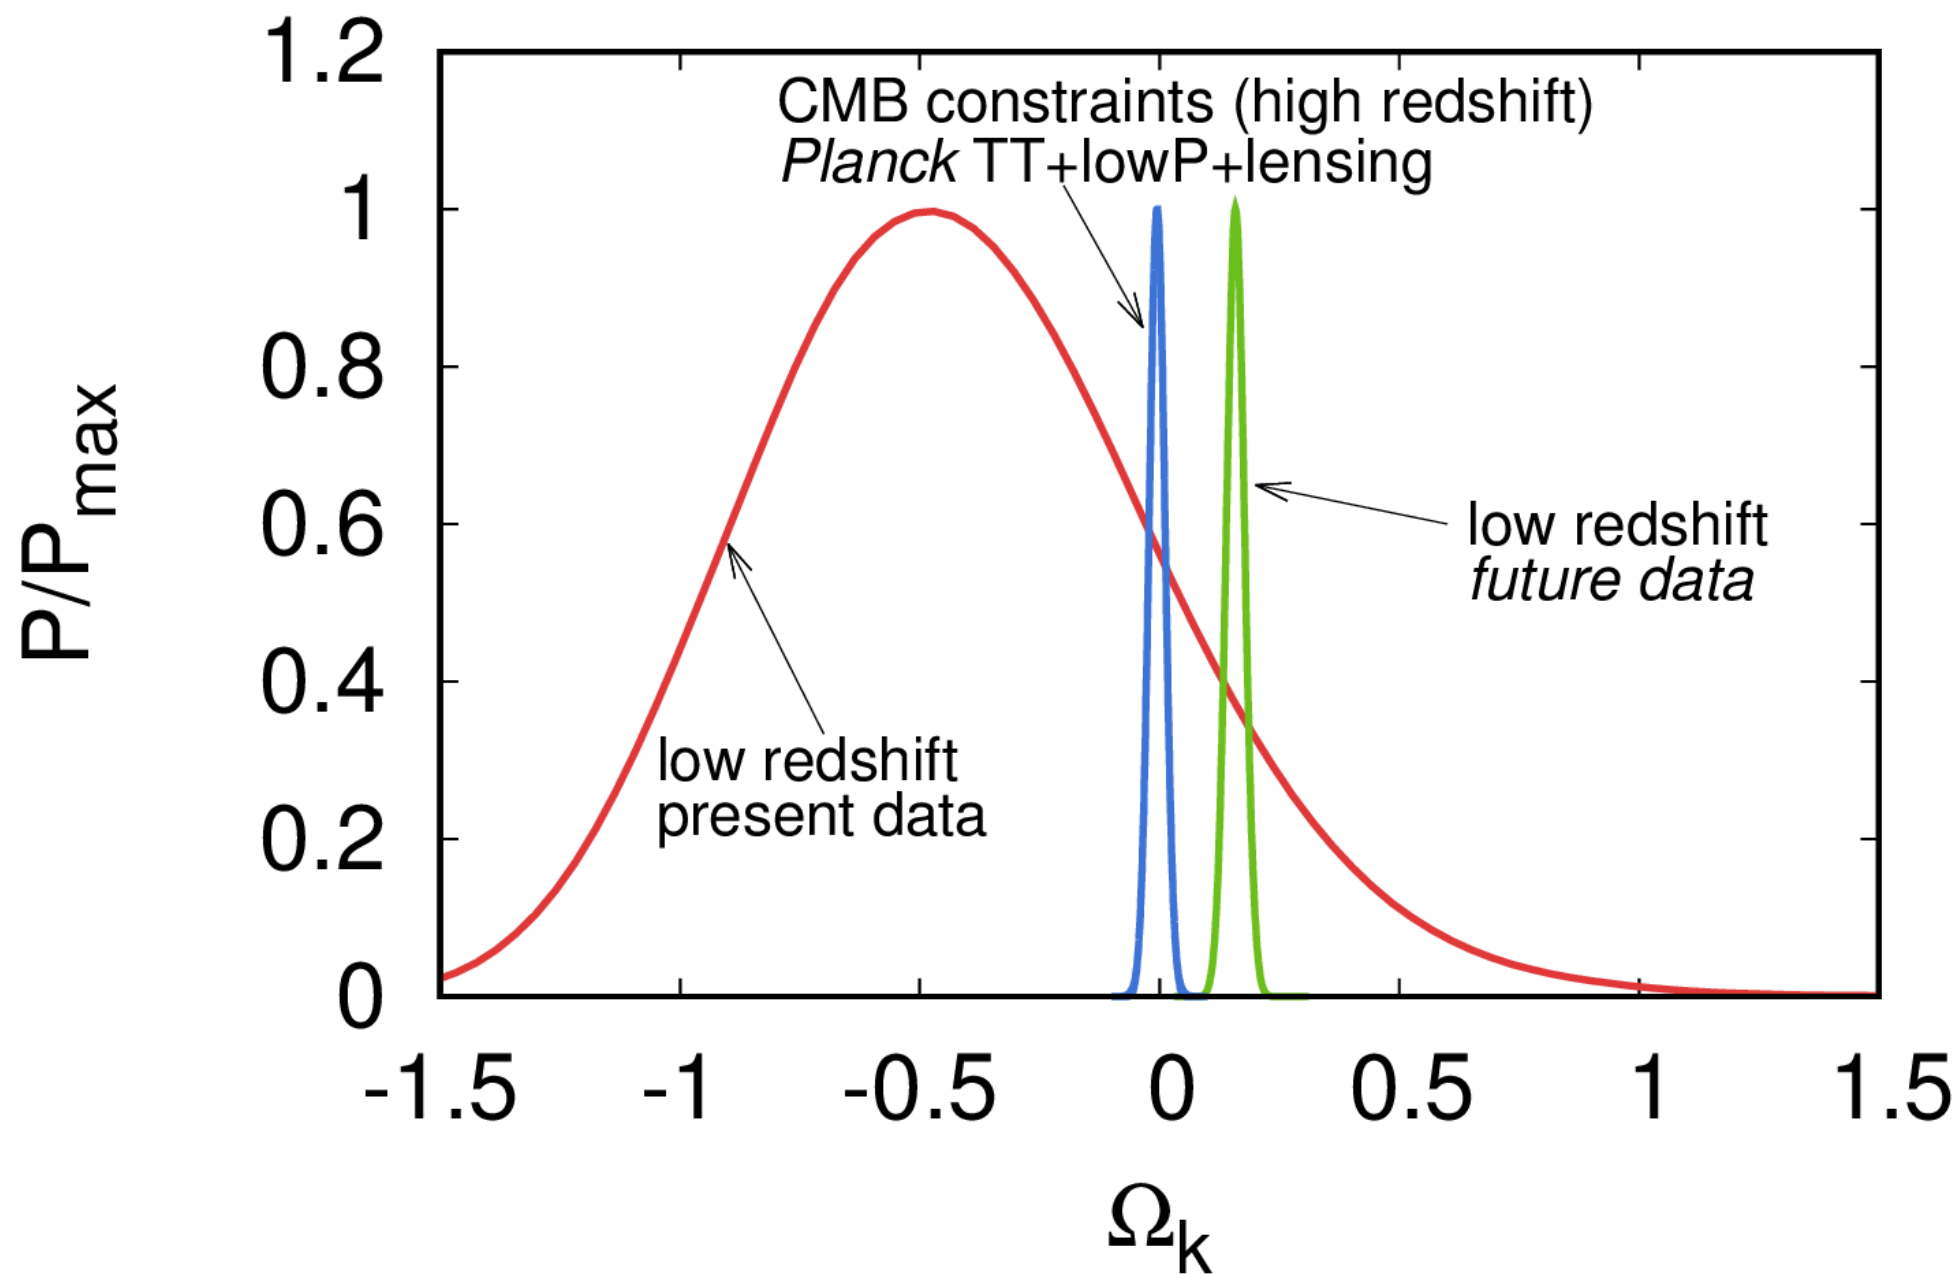 1.2
1
0.8
0.6
0.4
0.2
0
P/Pmax
CMB constraints (high redshift)
Planck TT+lowP+lensing
low redshift
future data
low redshift
present data
-1.5 -1 -0.5 0 0.5 1 1.5
Ωk